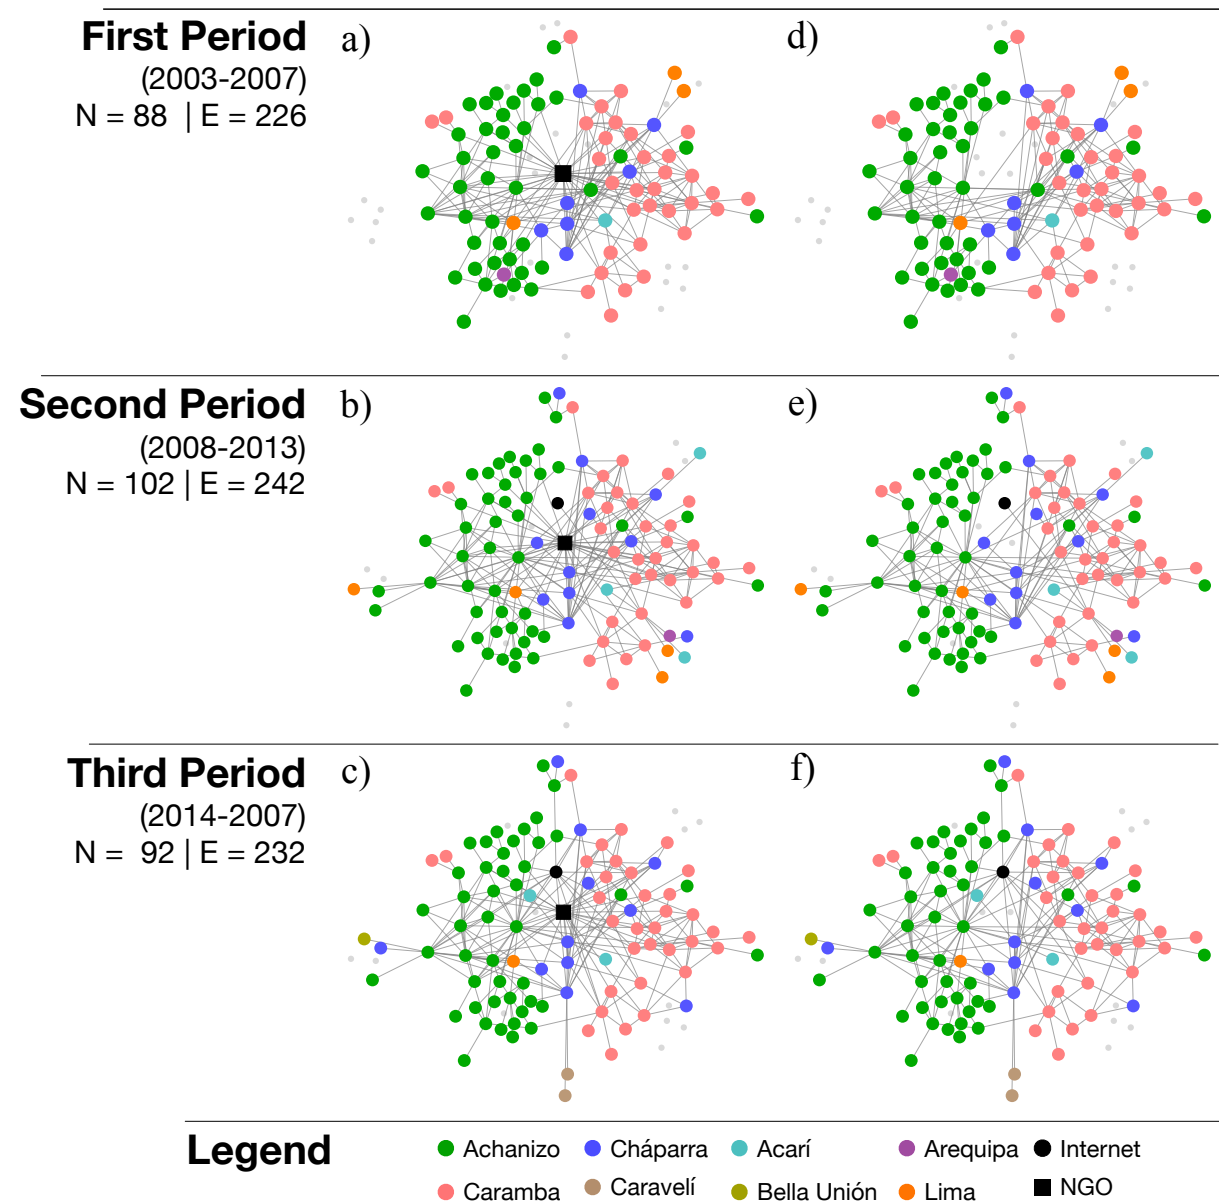 First Period
(2003-2007)
N = 88 | E = 226
a)
d)
Second Period
(2008-2013)
N = 102 | E = 242
b)
e)
Third Period
(2014-2007)
N = 92 | E = 232
c)
f)
Legend
Achanizo
Cháparra
Acarí
Arequipa
Internet
Caramba
Caravelí
Bella Unión
Lima
NGO